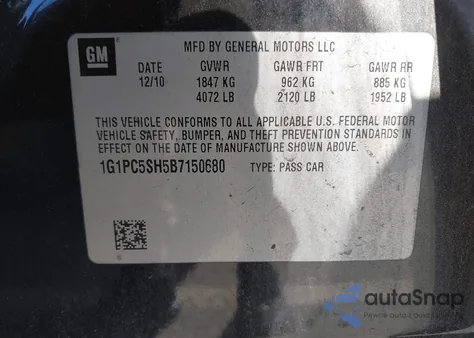 GM
MFD BY GENERAL MOTORS LLC
DATE GVWR GAWR FRT GAWR RR
12/10 1847 KG 962 KG 885 KG
4072 LB 2120 LB 1952 LB
THIS VEHICLE CONFORMS TO ALL APPLICABLE U.S. FEDERAL MOTOR
VEHICLE SAFETY, BUMPER, AND THEFT PREVENTION STANDARDS IN
EFFECT ON THE DATE OF MANUFACTURE SHOWN ABOVE.
1G1PC5SH5B7150680 TYPE: PASS CAR
autoSnap
Pewne auta z